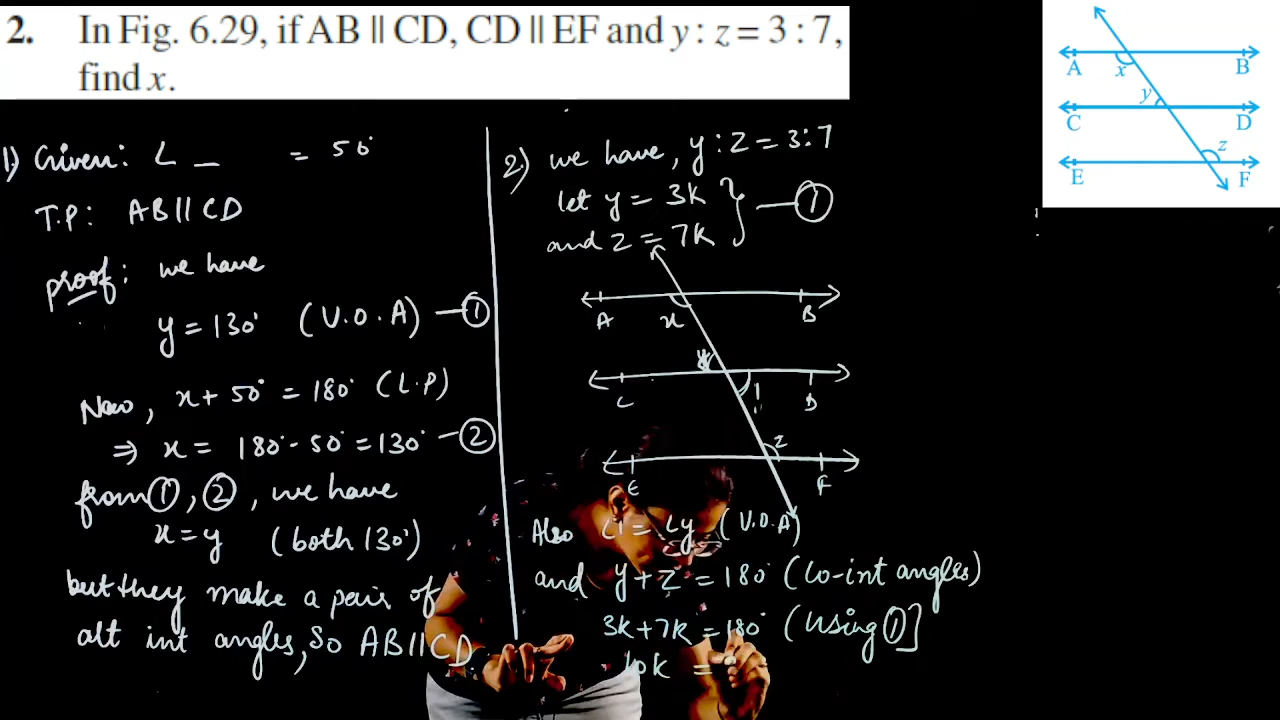 2. In Fig. 6.29, if AB || CD, CD || EF and y : z = 3 : 7,
find x.
A x B
y
C D
z
E F
1.) Given: ∠ _ = 50°
T.P: AB || CD
proof: we have
y = 130° (V.O.A) — ①
Now, x + 50° = 180° (L.P)
⇒ x = 180° - 50° = 130° — ②
from ①, ②, we have
x = y (both 130°)
but they make a pair of
alt int angles, So AB || CD
2.) we have, y : z = 3 : 7
let y = 3k } — ①
and z = 7k
A x B
y
C 1 D
z
E F
Also ∠1 = ∠y (V.O.A)
and y + z = 180° (Co-int angles)
3k + 7k = 180° (Using ①]
10k =